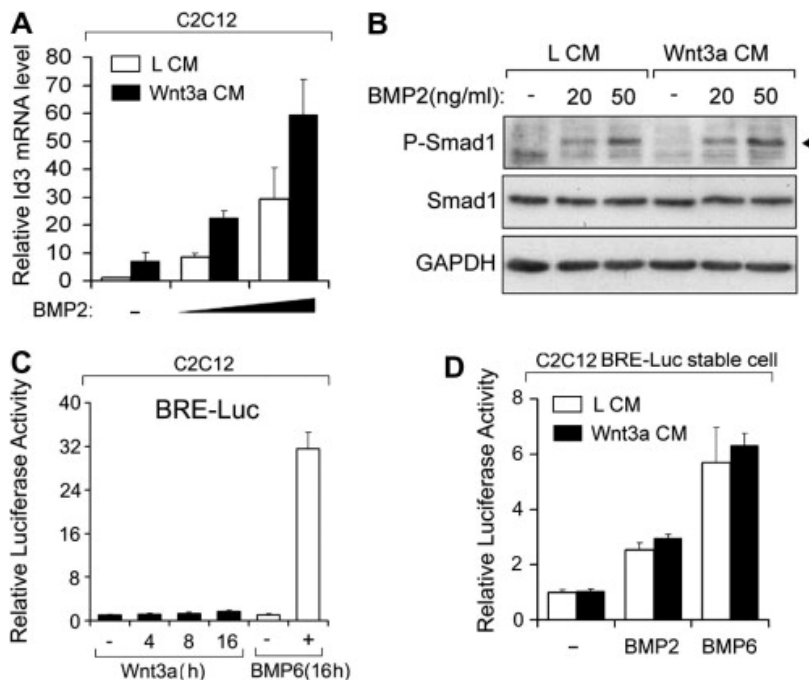 A
C2C12
L CM
Wnt3a CM
Relative Id3 mRNA level
80
70
60
50
40
30
20
10
0
BMP2: –
B
L CM Wnt3a CM
BMP2(ng/ml): - 20 50 - 20 50
P-Smad1
Smad1
GAPDH
C
C2C12
BRE-Luc
Relative Luciferase Activity
40
32
24
16
8
0
- 4 8 16 - +
Wnt3a(h) BMP6(16h)
D
C2C12 BRE-Luc stable cell
L CM
Wnt3a CM
Relative Luciferase Activity
8
6
4
2
0
– BMP2 BMP6